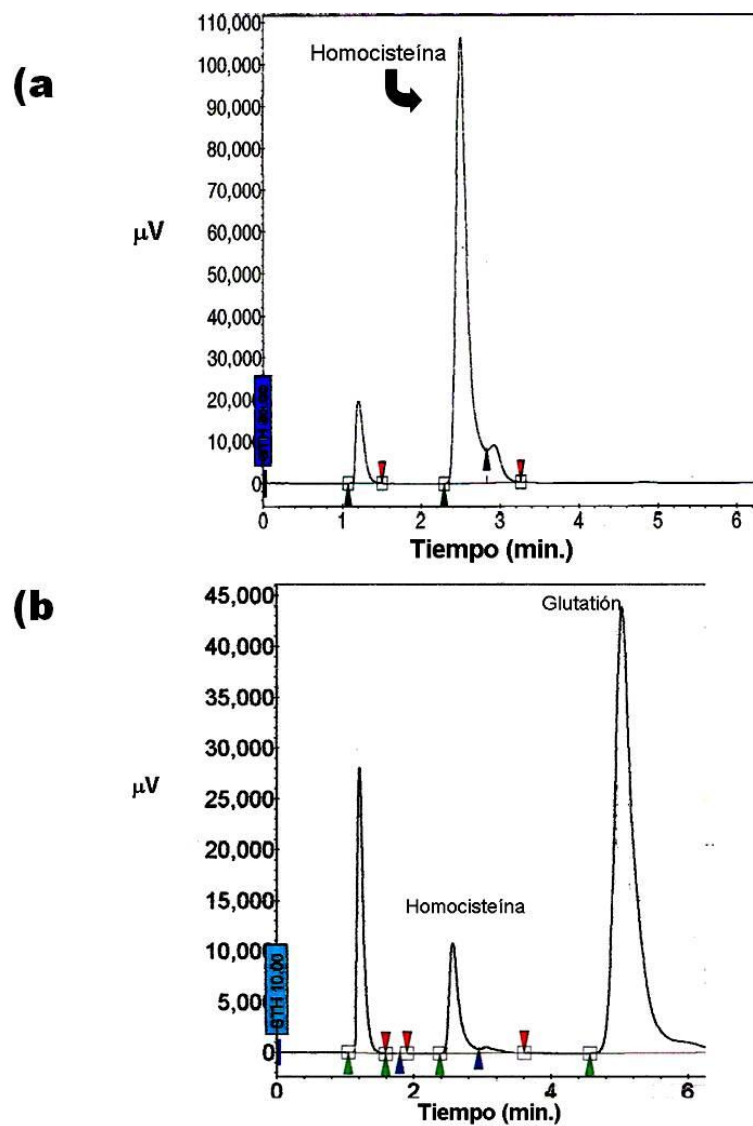 (a
Homocisteína
μV
110,000
100,000
90,000
80,000
70,000
60,000
50,000
40,000
30,000
20,000
10,000
0
0 1 2 3 4 5 6
Tiempo (min.)
(b
Glutatión
Homocisteína
μV
45,000
40,000
35,000
30,000
25,000
20,000
15,000
10,000
5,000
0
10.00
0 2 4 6
Tiempo (min.)